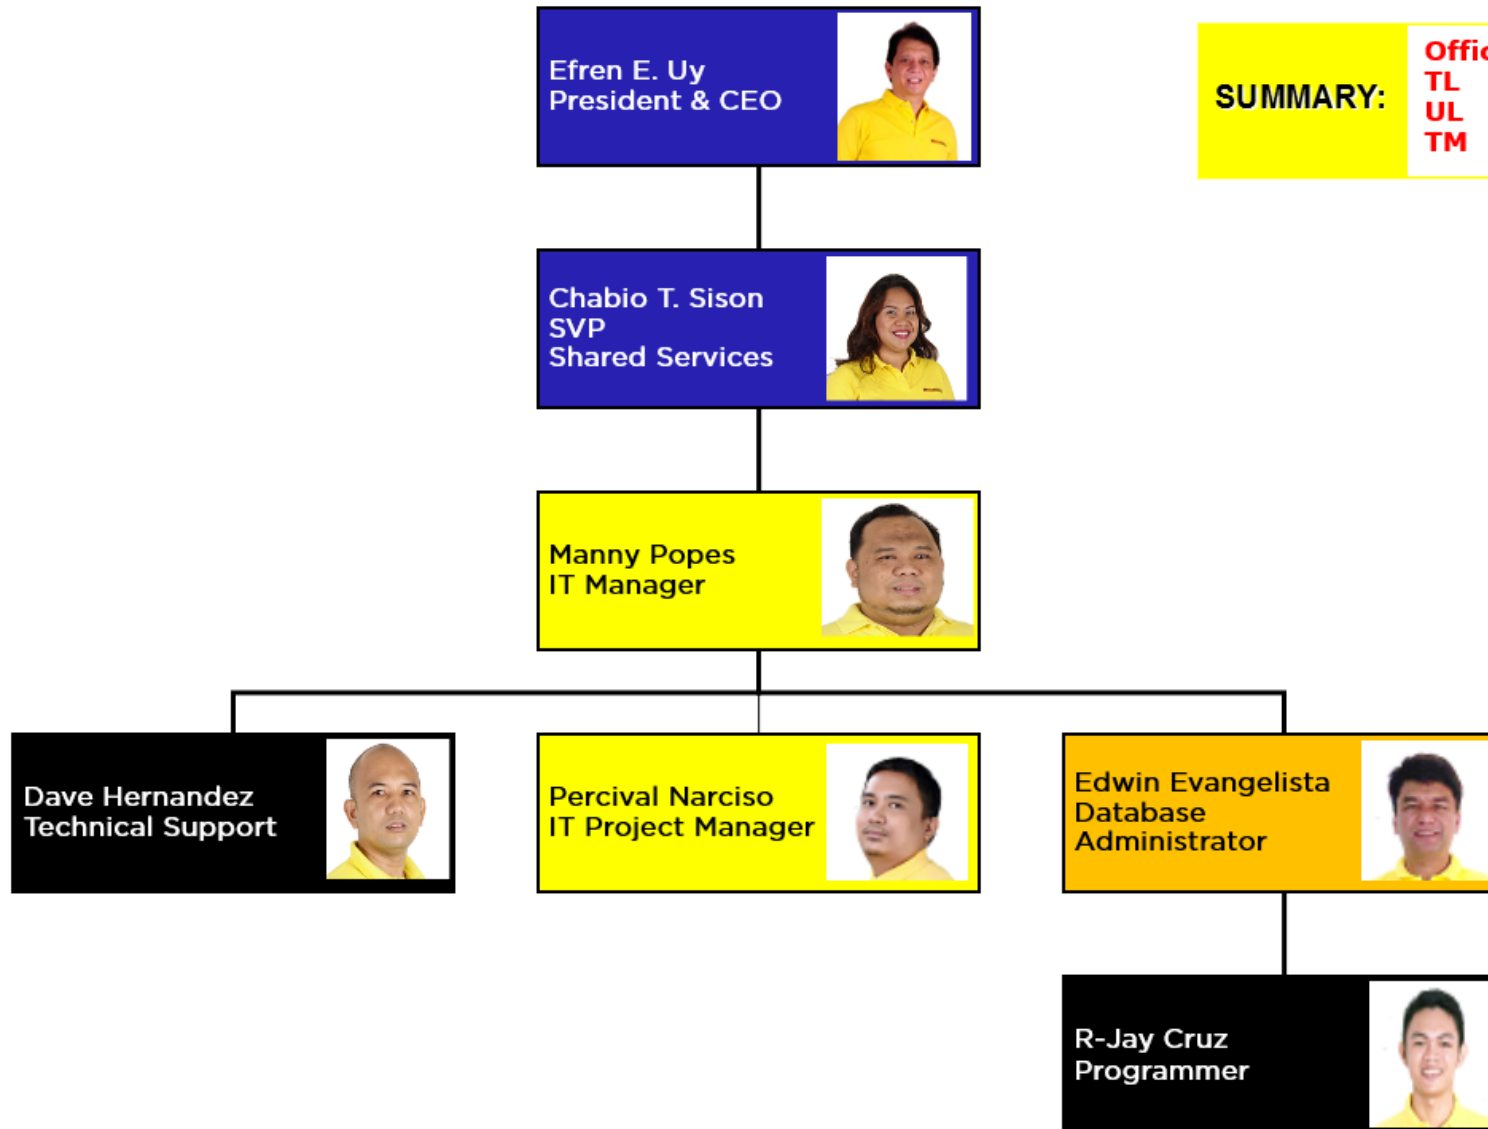 Efren E. Uy
President & CEO
SUMMARY:
TL
UL
TM
Chabio T. Sison
SVP
Shared Services
Manny Popes
IT Manager
Dave Hernandez
Technical Support
Percival Narciso
IT Project Manager
Edwin Evangelista
Database
Administrator
R-Jay Cruz
Programmer